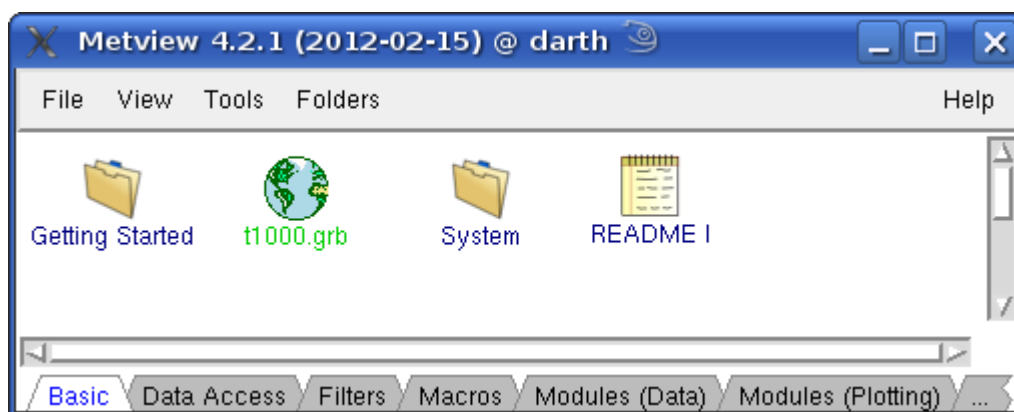 Metview 4.2.1 (2012-02-15) @ darth
File View Tools Folders Help
Getting Started t1000.grb System README I
Basic Data Access Filters Macros Modules (Data) Modules (Plotting) ...